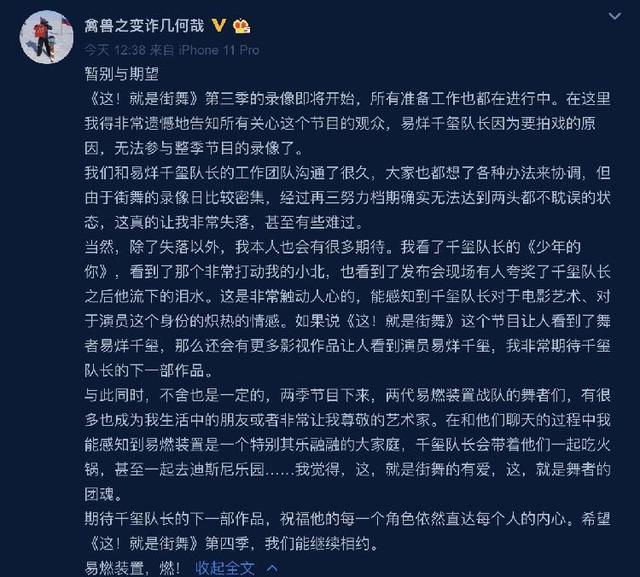 禽兽之变诈几何哉
今天 12:38 来自 iPhone 11 Pro
暂别与期望
《这！就是街舞》第三季的录像即将开始，所有准备工作也都在进行中。在这里
我得非常遗憾地告知所有关心这个节目的观众，易烊千玺队长因为要拍戏的原
因，无法参与整季节目的录像了。
我们和易烊千玺队长的工作团队沟通了很久，大家也都想了各种办法来协调，但
由于街舞的录像日比较密集，经过再三努力档期确实无法达到两头都不耽误的状
态，这真的让我非常失落，甚至有些难过。
当然，除了失落以外，我本人也会有很多期待。我看了千玺队长的《少年的
你》，看到了那个非常打动我的小北，也看到了发布会现场有人夸奖了千玺队长
之后他流下的泪水。这是非常触动人心的，能感知到千玺队长对于电影艺术、对
于演员这个身份的炽热的情感。如果说《这！就是街舞》这个节目让人看到了舞
者易烊千玺，那么还会有更多影视作品让人看到演员易烊千玺，我非常期待千玺
队长的下一部作品。
与此同时，不舍也是一定的，两季节目下来，两代易燃装置战队的舞者们，有很
多也成为我生活中的朋友或者非常让我尊敬的艺术家。在和他们聊天的过程中我
能感知到易燃装置是一个特别其乐融融的大家庭，千玺队长会带着他们一起吃火
锅，甚至一起去迪斯尼乐园……我觉得，这，就是街舞的有爱，这，就是舞者的
团魂。
期待千玺队长的下一部作品，祝福他的每一个角色依然直达每个人的内心。希望
《这！就是街舞》第四季，我们能继续相约。
易燃装置，燃！ 收起全文